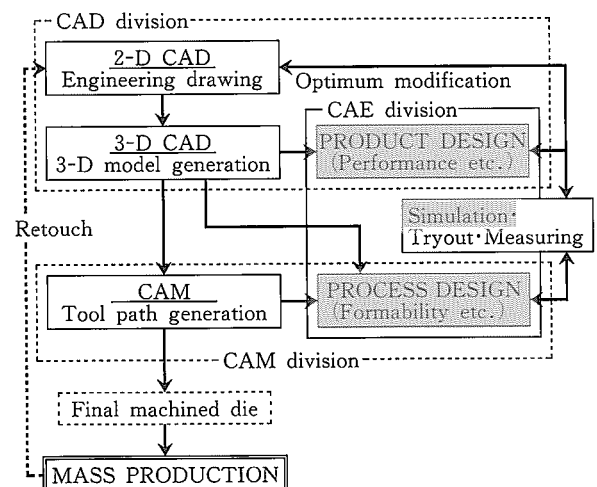 CAD division
2-D CAD
Engineering drawing
Optimum modification
CAE division
3-D CAD
3-D model generation
PRODUCT DESIGN
(Performance etc.)
Simulation·
Tryout·Measuring
Retouch
CAM
Tool path generation
PROCESS DESIGN
(Formability etc.)
CAM division
Final machined die
MASS PRODUCTION